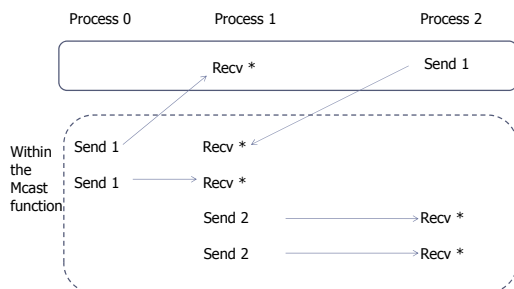 Process 0 Process 1 Process 2
Recv * Send 1
Within
the
Mcast
function
Send 1 Recv *
Send 1 Recv *
Send 2 Recv *
Send 2 Recv *